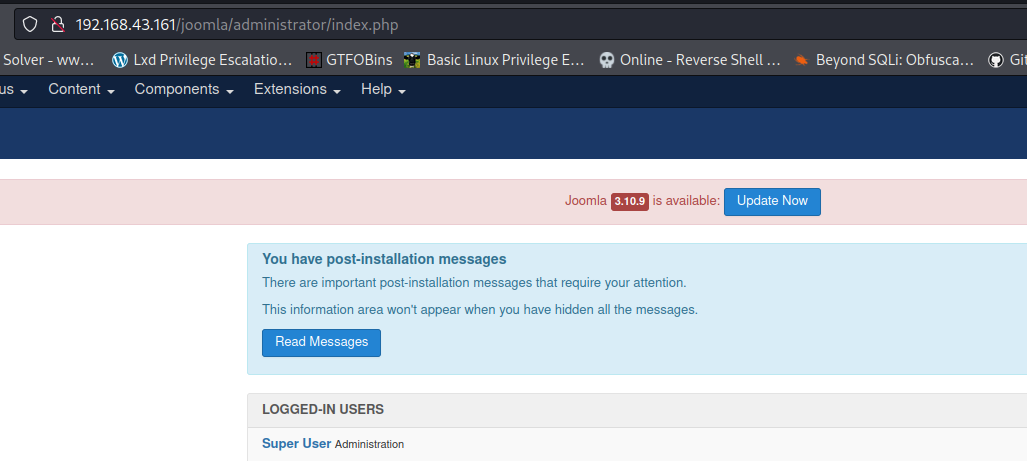 192.168.43.161/joomla/administrator/index.php
Solver - ww… Lxd Privilege Escalatio… GTFOBins Basic Linux Privilege E… Online - Reverse Shell … Beyond SQLi: Obfusca… Git
us Content Components Extensions Help
Joomla 3.10.9 is available: Update Now
You have post-installation messages
There are important post-installation messages that require your attention.
This information area won't appear when you have hidden all the messages.
Read Messages
LOGGED-IN USERS
Super User Administration